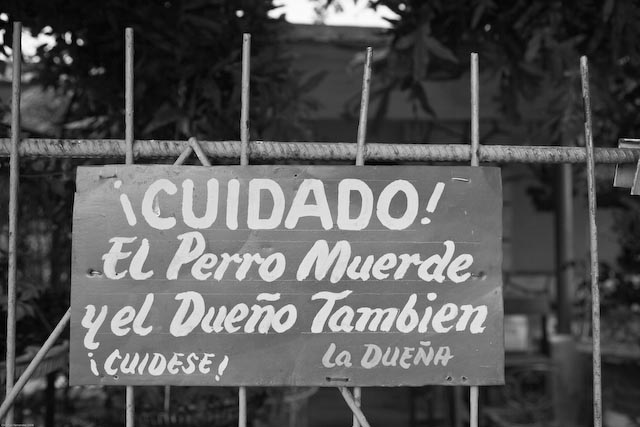 ¡CUIDADO!
El Perro Muerde
y el Dueño Tambien
¡CUIDESE! La DUEÑA